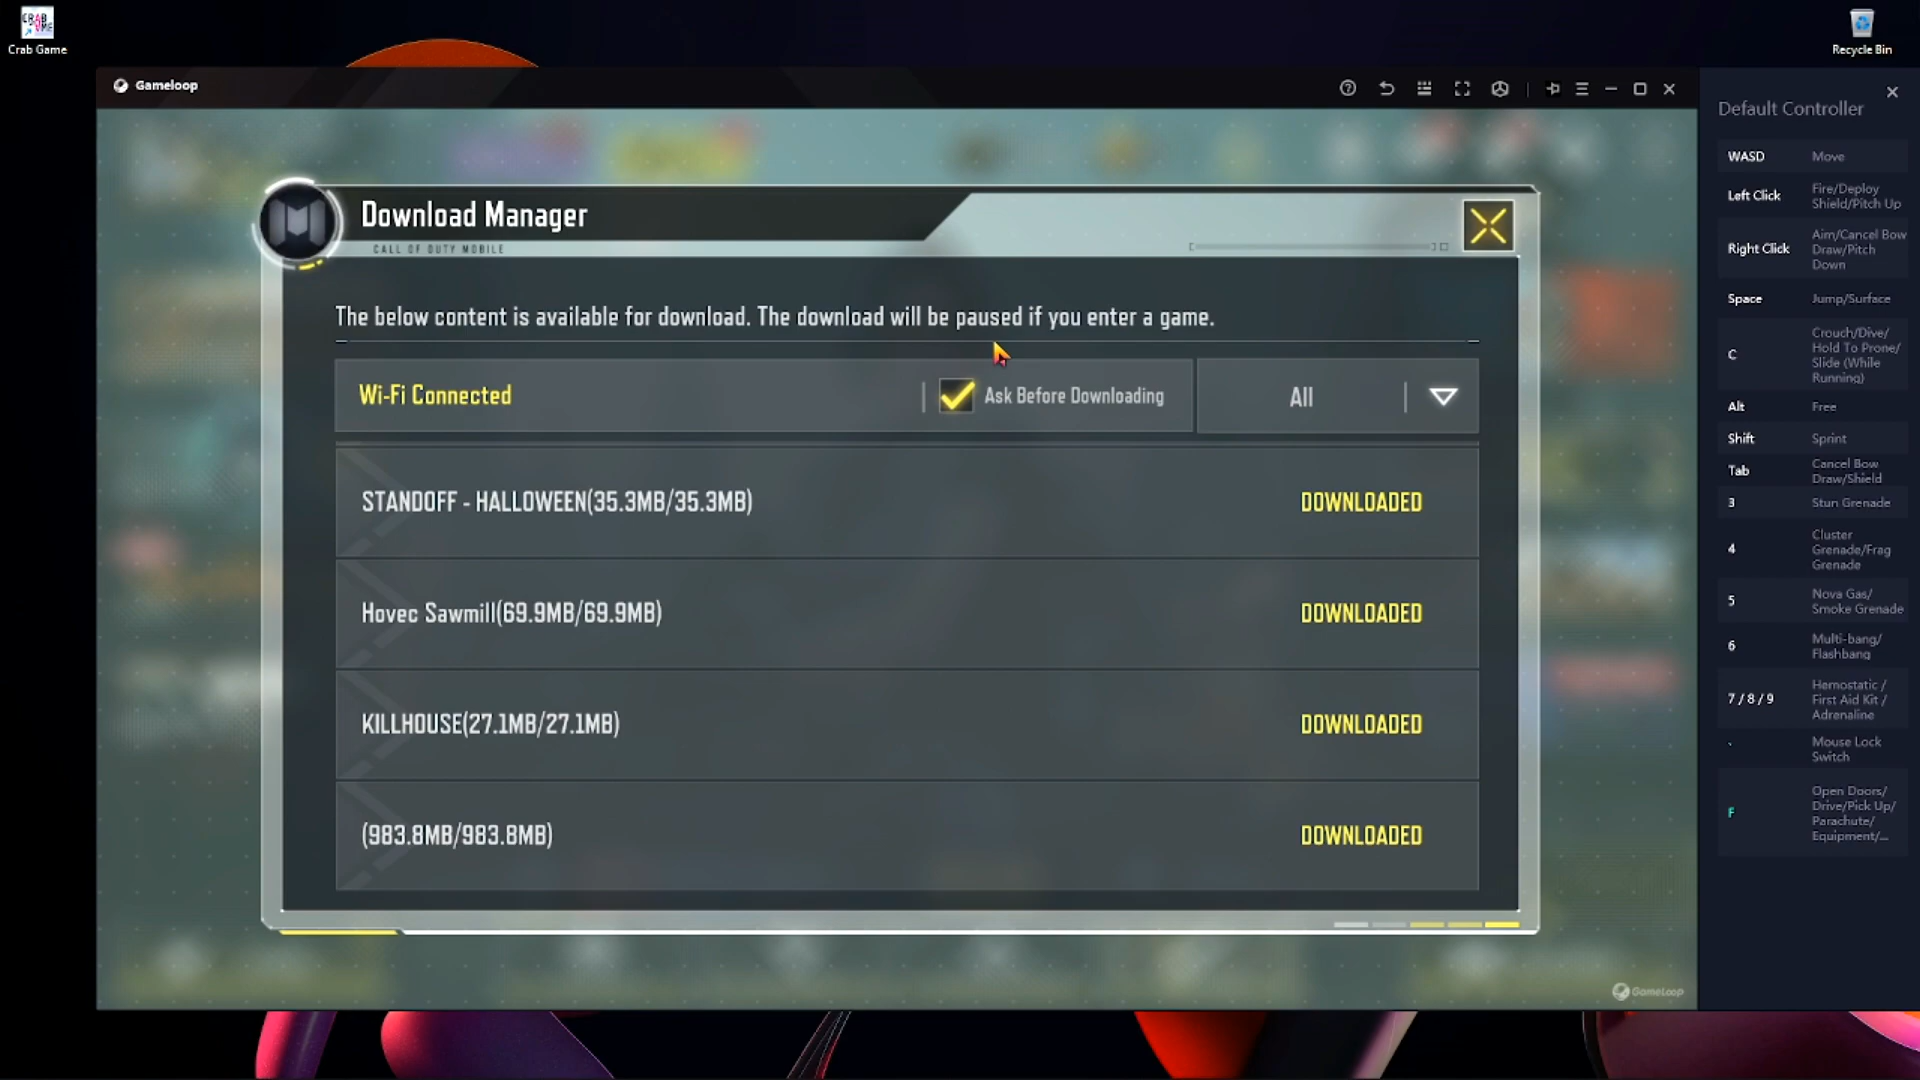 Crab Game
Recycle Bin
Gameloop
Download Manager
CALL OF DUTY MOBILE
The below content is available for download. The download will be paused if you enter a game.
Wi-Fi Connected
Ask Before Downloading
All
STANDOFF - HALLOWEEN(35.3MB/35.3MB)
DOWNLOADED
Hovec Sawmill(69.9MB/69.9MB)
DOWNLOADED
KILLHOUSE(27.1MB/27.1MB)
DOWNLOADED
(983.8MB/983.8MB)
DOWNLOADED
GameLoop
Default Controller
WASD Move
Left Click Fire/Deploy
Shield/Pitch Up
Right Click Aim/Cancel Bow
Draw/Pitch
Down
Space Jump/Surface
C Crouch/Dive/
Hold To Prone/
Slide (While
Running)
Alt Free
Shift Sprint
Tab Cancel Bow
Draw/Shield
3 Stun Grenade
4 Cluster
Grenade/Frag
Grenade
5 Nova Gas/
Smoke Grenade
6 Multi-bang/
Flashbang
7 / 8 / 9 Hemostatic /
First Aid Kit /
Adrenaline
` Mouse Lock
Switch
F Open Doors/
Drive/Pick Up/
Parachute/
Equipment/...